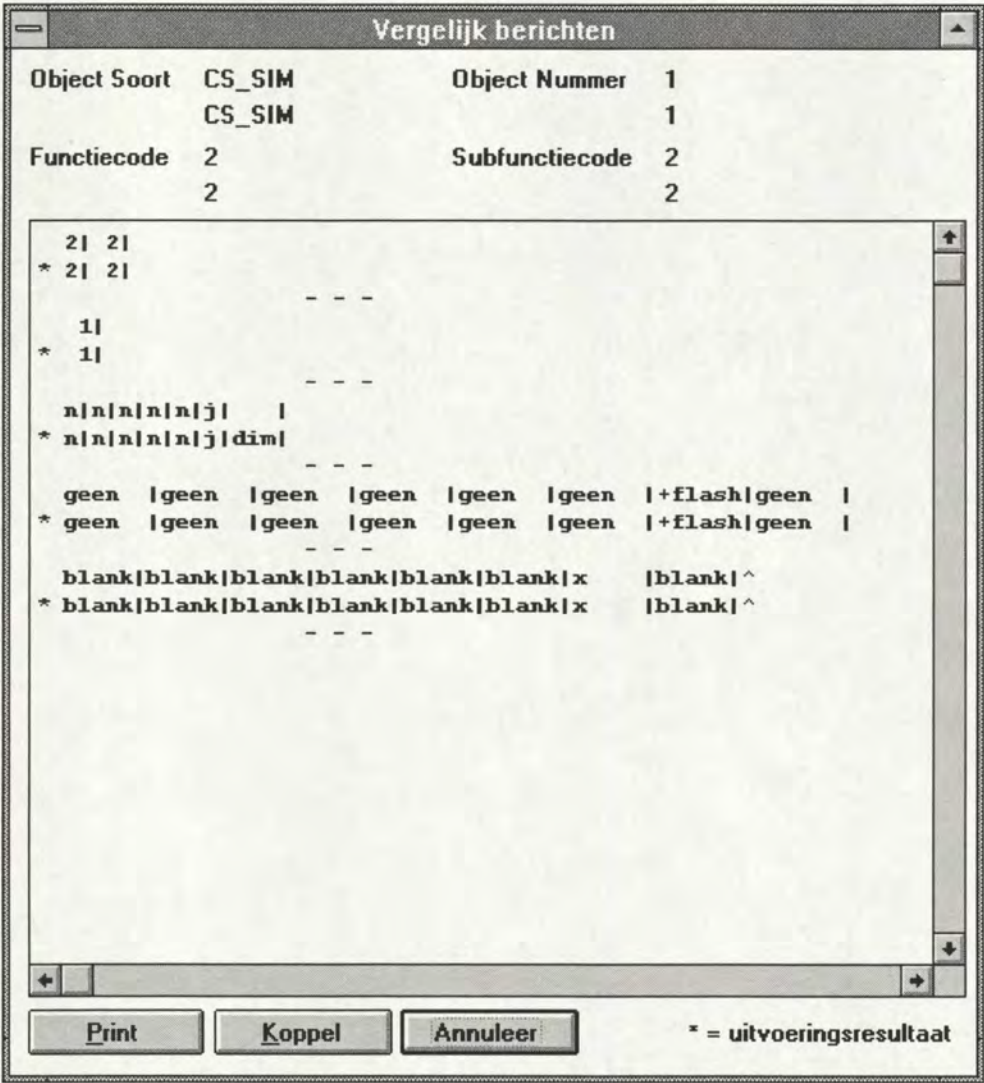 Vergelijk berichten
Object Soort CS_SIM Object Nummer 1
CS_SIM 1
Functiecode 2 Subfunctiecode 2
2 2
2| 2|
* 2| 2|
- - -
1|
* 1|
- - -
n|n|n|n|n|j|   |
* n|n|n|n|n|j|dim|
- - -
geen  |geen  |geen  |geen  |geen  |geen  |+flash|geen  |
* geen  |geen  |geen  |geen  |geen  |geen  |+flash|geen  |
- - -
blank|blank|blank|blank|blank|blank|x    |blank|^
* blank|blank|blank|blank|blank|blank|x    |blank|^
- - -
Print Koppel Annuleer * = uitvoeringsresultaat